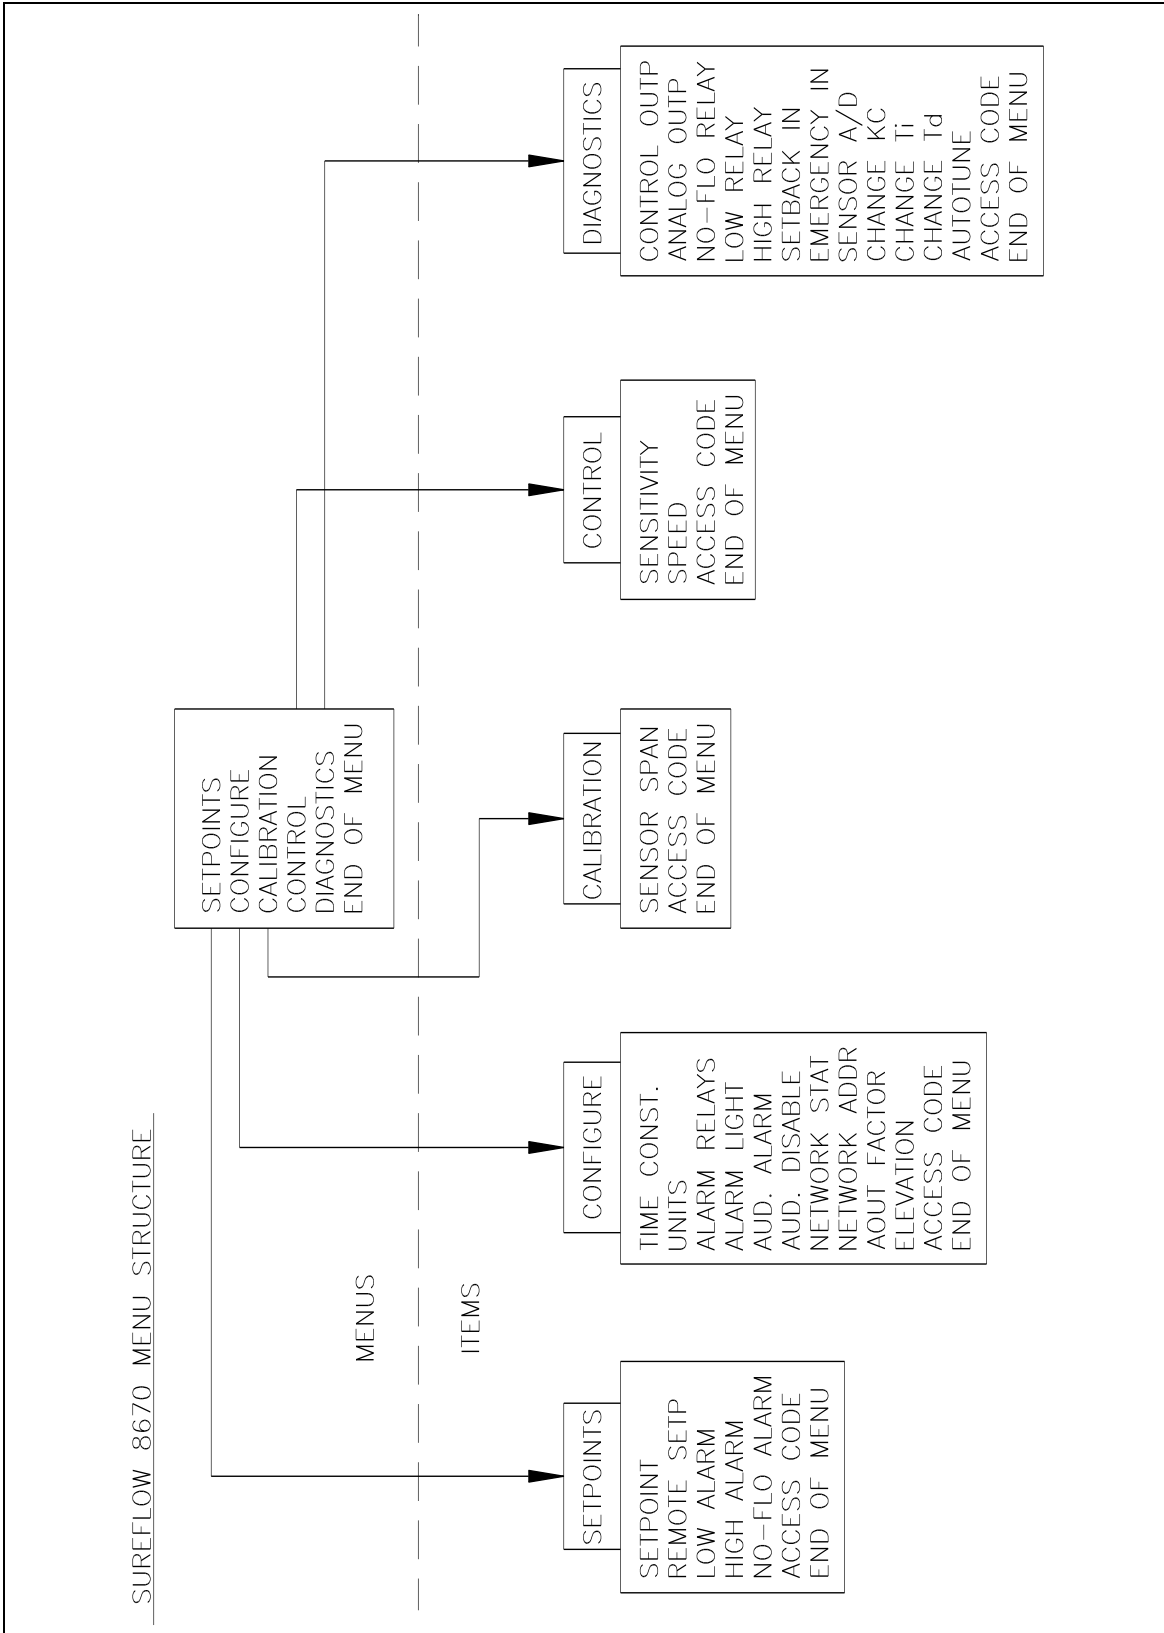 SUREFLOW 8670 MENU STRUCTURE
SETPOINTS
CONFIGURE
CALIBRATION
CONTROL
DIAGNOSTICS
END OF MENU
MENUS
ITEMS
SETPOINTS
SETPOINT
REMOTE SETP
LOW ALARM
HIGH ALARM
NO-FLO ALARM
ACCESS CODE
END OF MENU
CONFIGURE
TIME CONST.
UNITS
ALARM RELAYS
ALARM LIGHT
AUD. ALARM
AUD. DISABLE
NETWORK STAT
NETWORK ADDR
AOUT FACTOR
ELEVATION
ACCESS CODE
END OF MENU
CALIBRATION
SENSOR SPAN
ACCESS CODE
END OF MENU
CONTROL
SENSITIVITY
SPEED
ACCESS CODE
END OF MENU
DIAGNOSTICS
CONTROL OUTP
ANALOG OUTP
NO-FLO RELAY
LOW RELAY
HIGH RELAY
SETBACK IN
EMERGENCY IN
SENSOR A/D
CHANGE KC
CHANGE Ti
CHANGE Td
AUTOTUNE
ACCESS CODE
END OF MENU